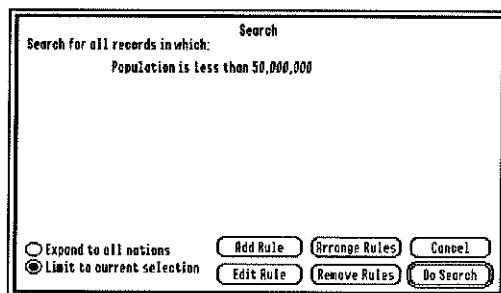 Search
Search for all records in which:
Population is less than 50,000,000
Expand to all nations
Limit to current selection
Add Rule
Arrange Rules
Cancel
Edit Rule
Remove Rules
Do Search